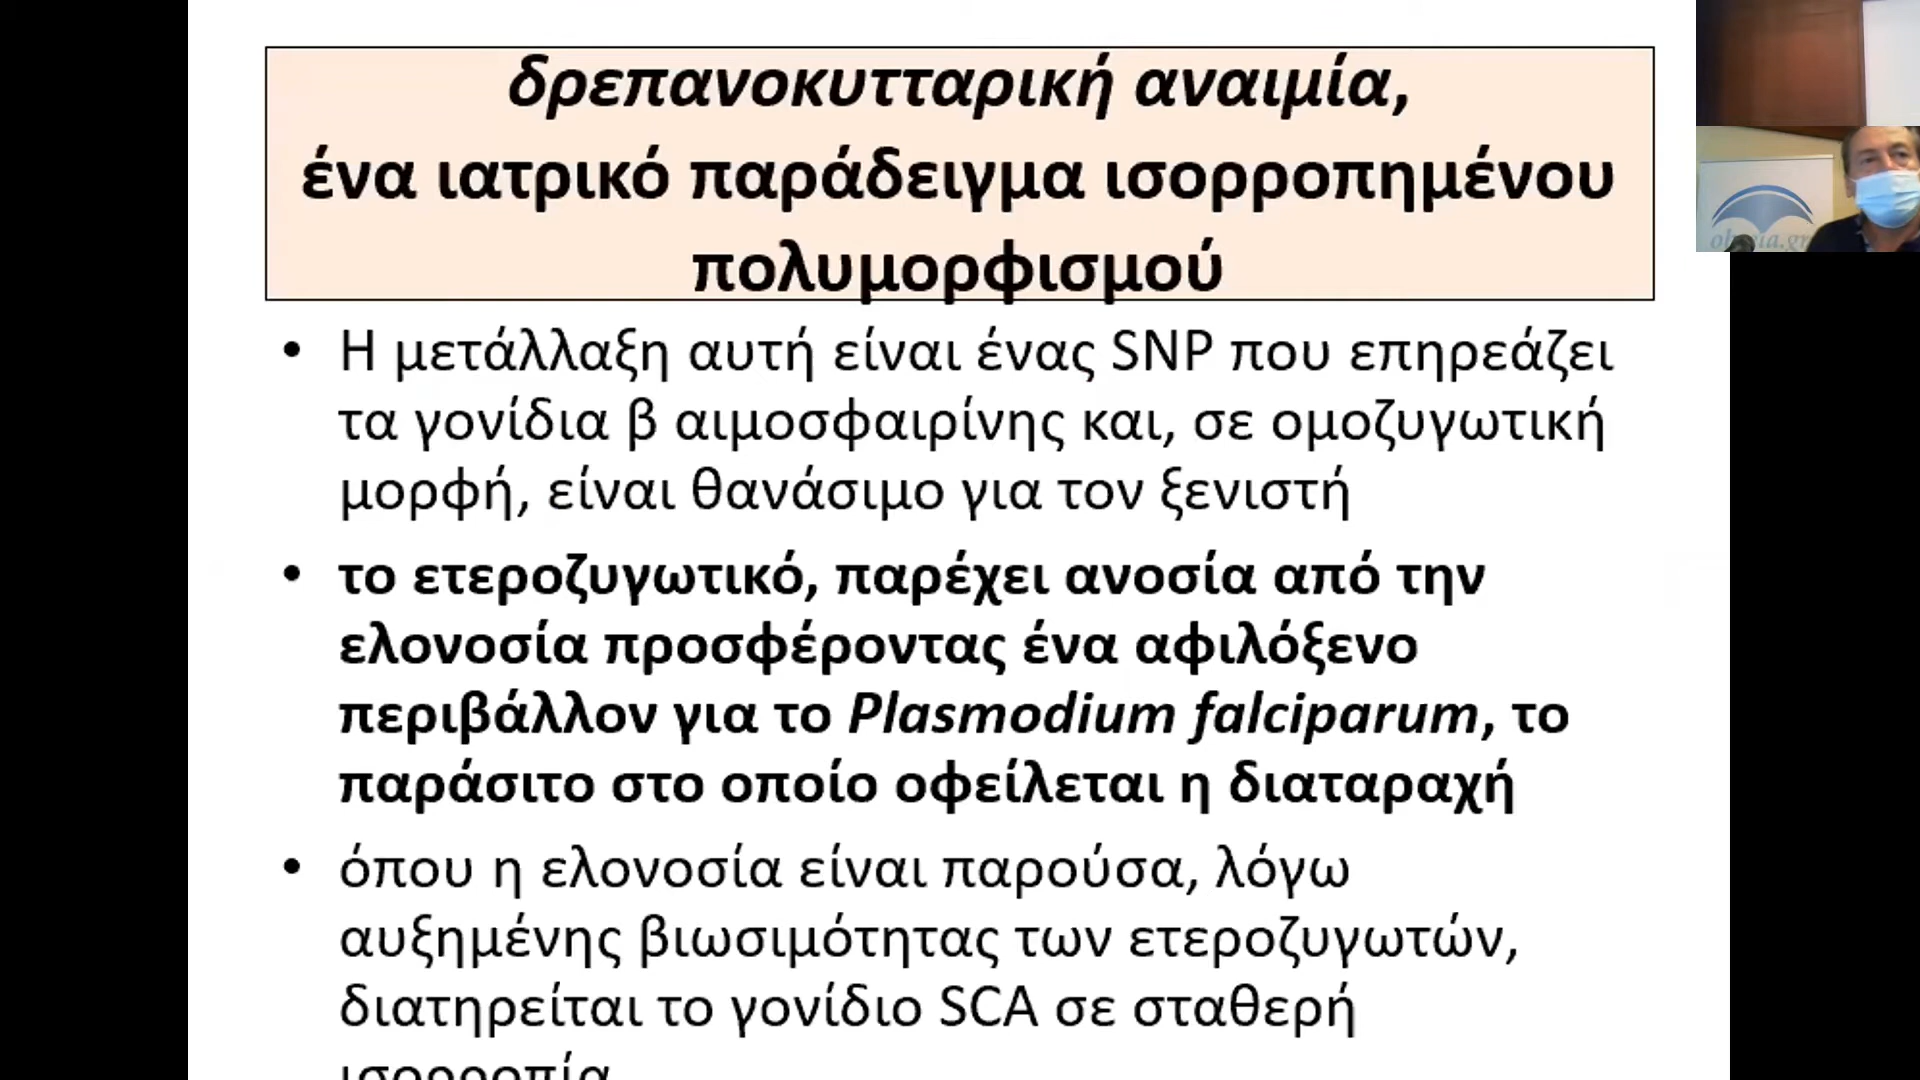 δρεπανοκυτταρική αναιμία,
ένα ιατρικό παράδειγμα ισορροπημένου
πολυμορφισμού
• Η μετάλλαξη αυτή είναι ένας SNP που επηρεάζει
τα γονίδια β αιμοσφαιρίνης και, σε ομοζυγωτική
μορφή, είναι θανάσιμο για τον ξενιστή
• το ετεροζυγωτικό, παρέχει ανοσία από την
ελονοσία προσφέροντας ένα αφιλόξενο
περιβάλλον για το Plasmodium falciparum, το
παράσιτο στο οποίο οφείλεται η διαταραχή
• όπου η ελονοσία είναι παρούσα, λόγω
αυξημένης βιωσιμότητας των ετεροζυγωτών,
διατηρείται το γονίδιο SCA σε σταθερή
ισορροπία